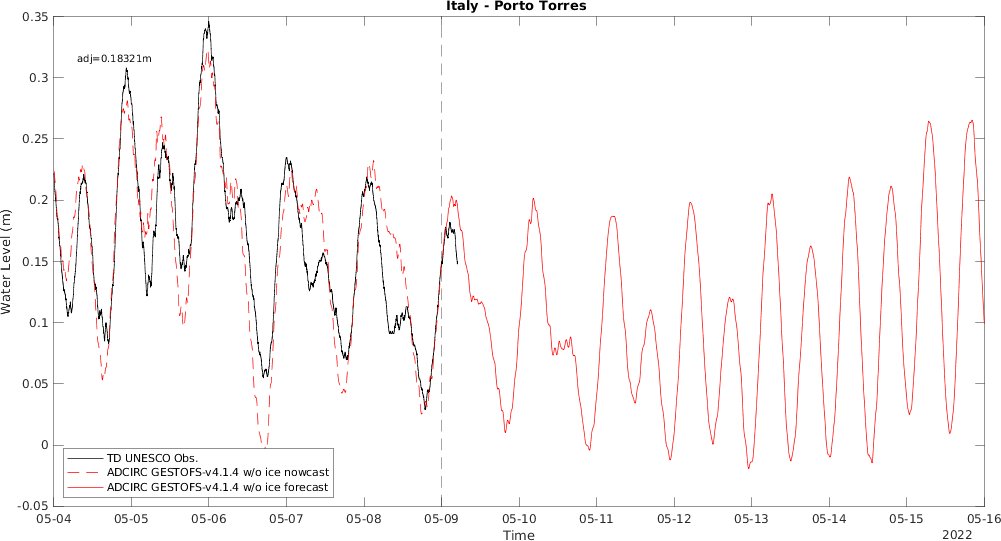 Italy - Porto Torres
adj=0.18321m
0.35
0.3
0.25
0.2
0.15
0.1
0.05
0
-0.05
Water Level (m)
TD UNESCO Obs.
ADCIRC GESTOFS-v4.1.4 w/o ice nowcast
ADCIRC GESTOFS-v4.1.4 w/o ice forecast
05-04 05-05 05-06 05-07 05-08 05-09 05-10 05-11 05-12 05-13 05-14 05-15 05-16
Time
2022